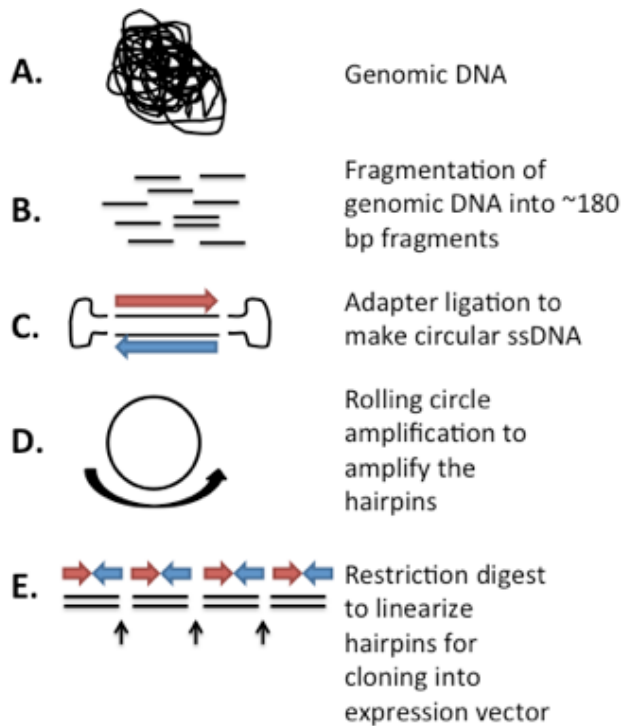 A. Genomic DNA
B. Fragmentation of
genomic DNA into ~180
bp fragments
C. Adapter ligation to
make circular ssDNA
D. Rolling circle
amplification to
amplify the
hairpins
E. Restriction digest
to linearize
hairpins for
cloning into
expression vector